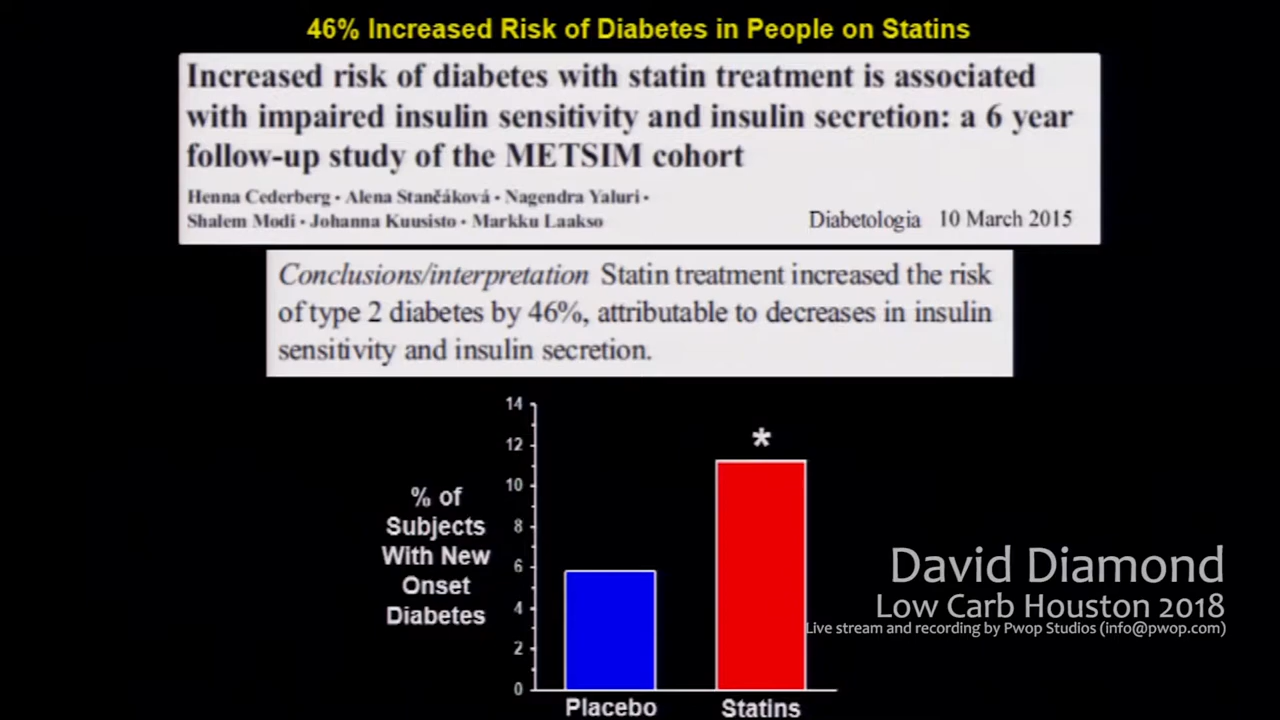 46% Increased Risk of Diabetes in People on Statins
Increased risk of diabetes with statin treatment is associated
with impaired insulin sensitivity and insulin secretion: a 6 year
follow-up study of the METSIM cohort
Henna Cederberg · Alena Stančáková · Nagendra Yaluri ·
Shalem Modi · Johanna Kuusisto · Markku Laakso
Diabetologia 10 March 2015
Conclusions/interpretation Statin treatment increased the risk
of type 2 diabetes by 46%, attributable to decreases in insulin
sensitivity and insulin secretion.
% of
Subjects
With New
Onset
Diabetes
14
12
10
8
6
4
2
0
*
Placebo
Statins
David Diamond
Low Carb Houston 2018
Live stream and recording by Pwop Studios (info@pwop.com)